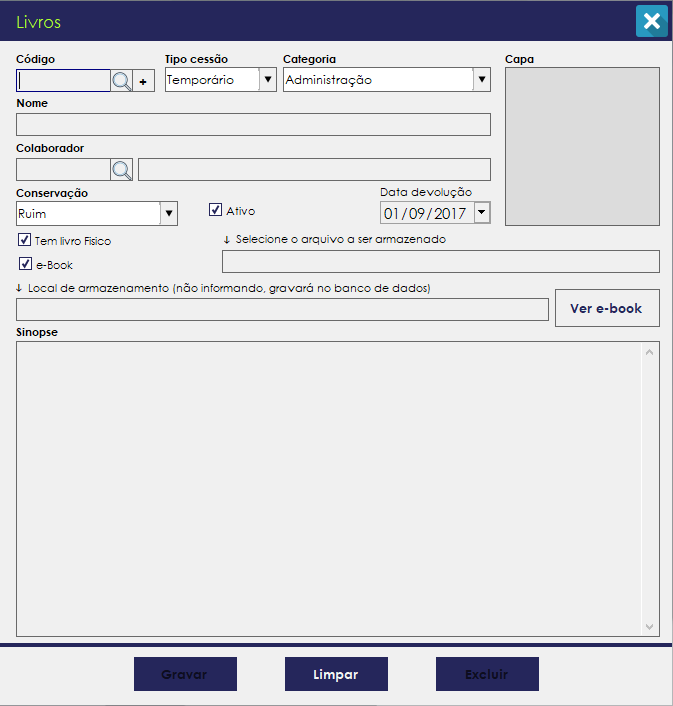 Livros
Código
Tipo cessão
Categoria
Capa
+
Temporário
Administração
Nome
Colaborador
Conservação
Data devolução
Ruim
Ativo
01/09/2017
Tem livro Fisico
↓ Selecione o arquivo a ser armazenado
e-Book
↓ Local de armazenamento (não informando, gravará no banco de dados)
Ver e-book
Sinopse
Gravar
Limpar
Excluir